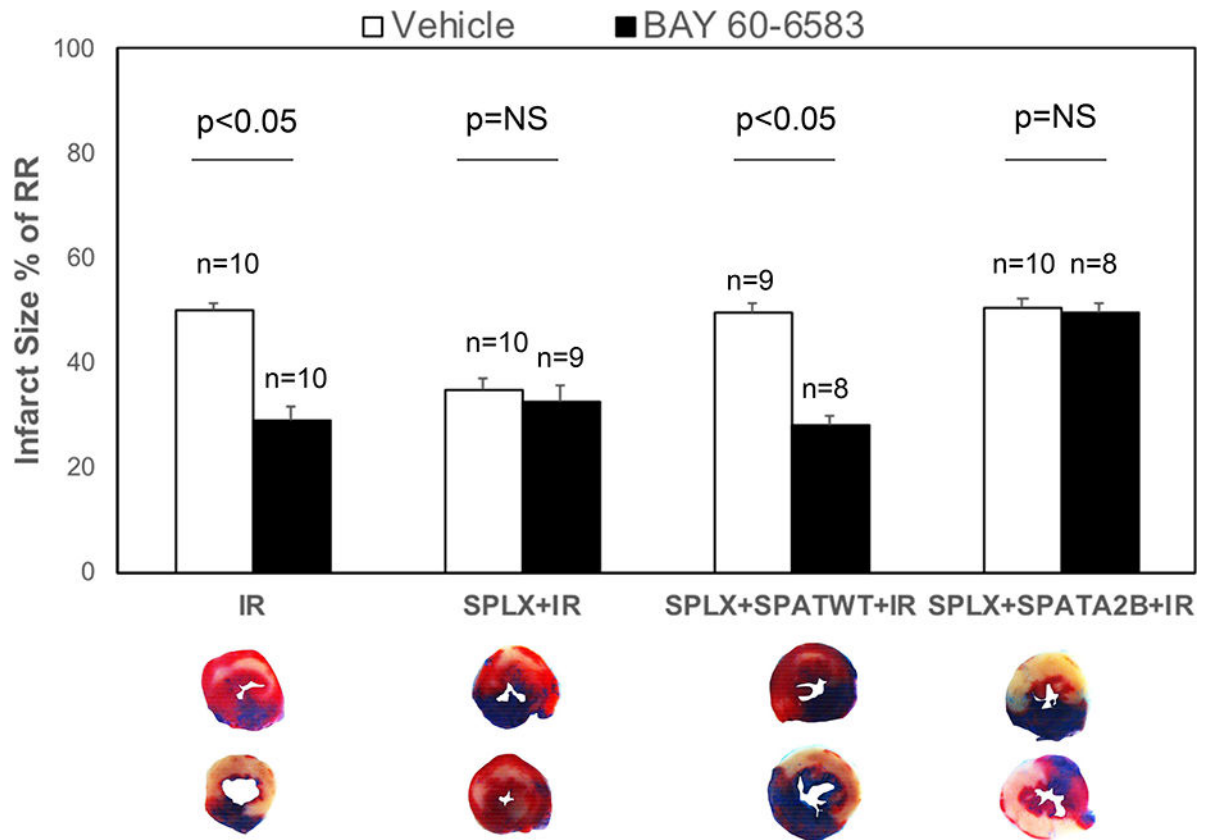 Vehicle BAY 60-6583
100
80
60
40
20
0
Infarct Size % of RR
p<0.05 p=NS p<0.05 p=NS
n=10 n=10 n=10 n=9 n=9 n=8 n=10 n=8
IR SPLX+IR SPLX+SPATWT+IR SPLX+SPATA2B+IR